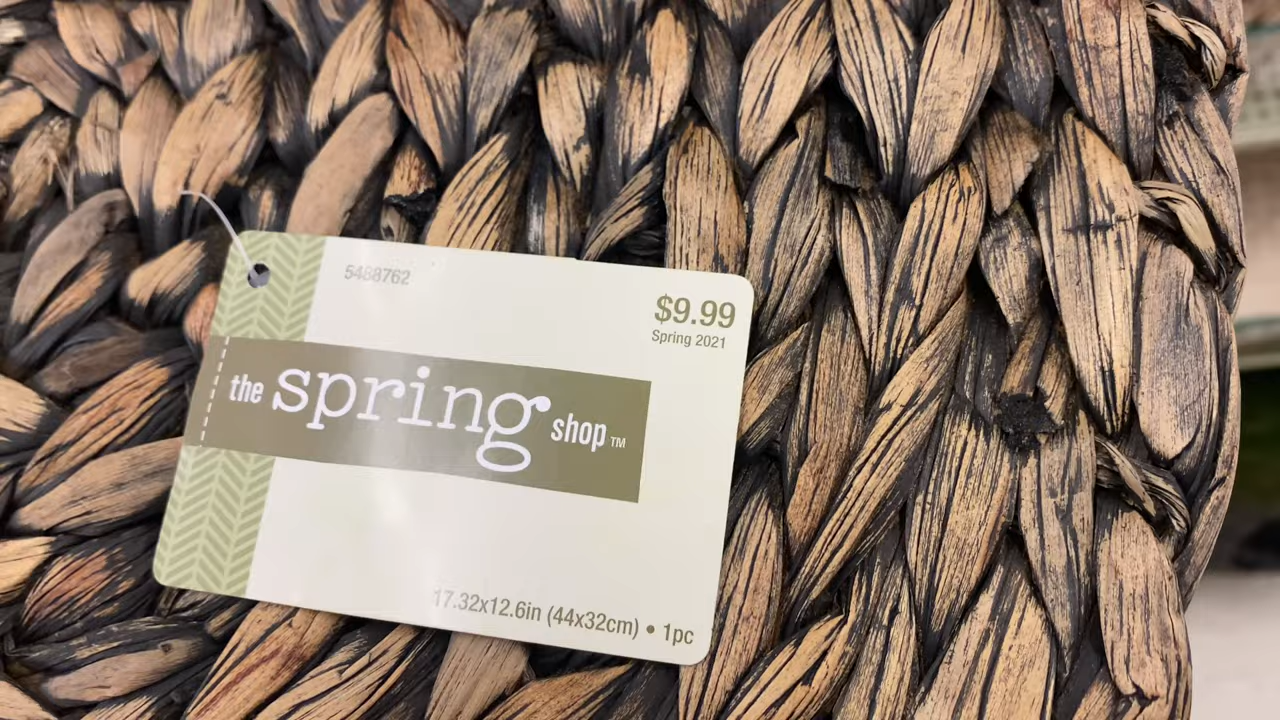 5488762
$9.99
Spring 2021
the spring shop™
17.32x12.6in (44x32cm) • 1pc